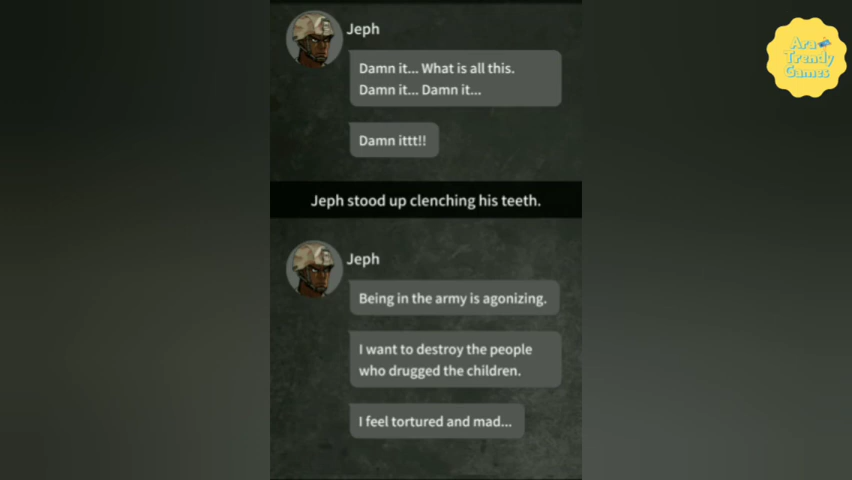 Jeph
Damn it... What is all this.
Damn it... Damn it...
Damn ittt!!
Jeph stood up clenching his teeth.
Jeph
Being in the army is agonizing.
I want to destroy the people
who drugged the children.
I feel tortured and mad...
Ara
Trendy
Games